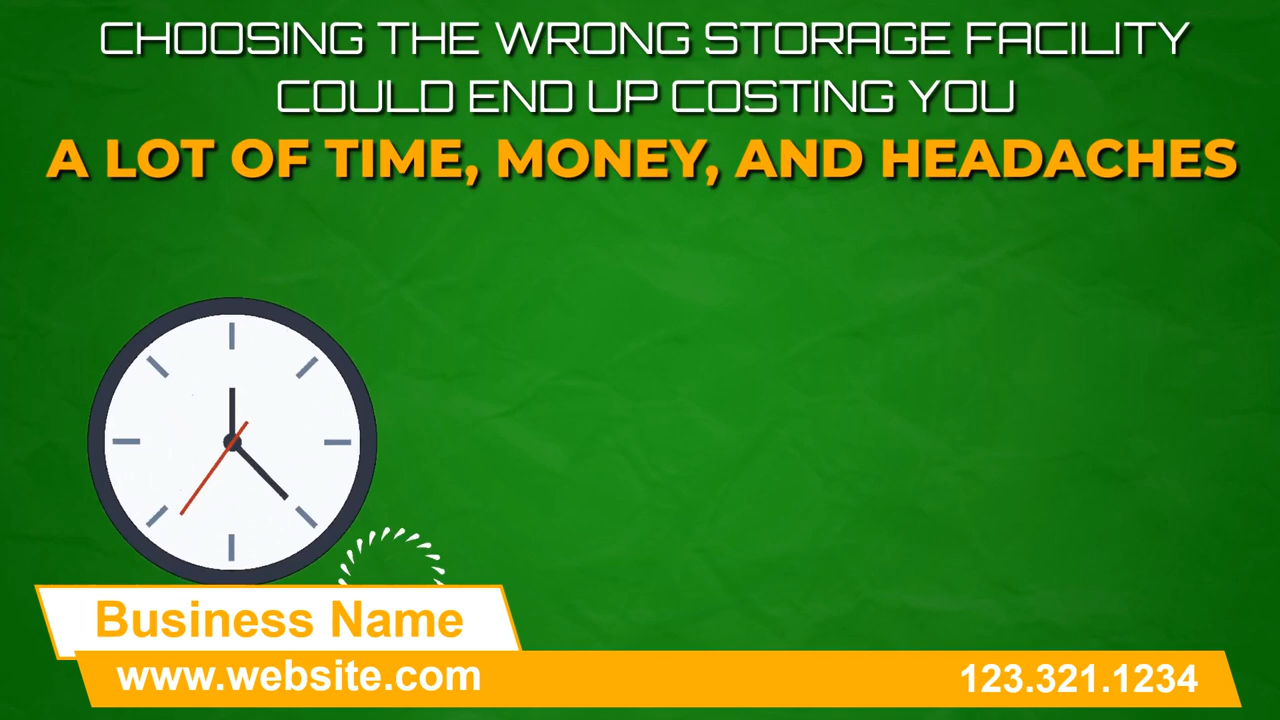 CHOOSING THE WRONG STORAGE FACILITY
COULD END UP COSTING YOU
A LOT OF TIME, MONEY, AND HEADACHES
Business Name
www.website.com
123.321.1234